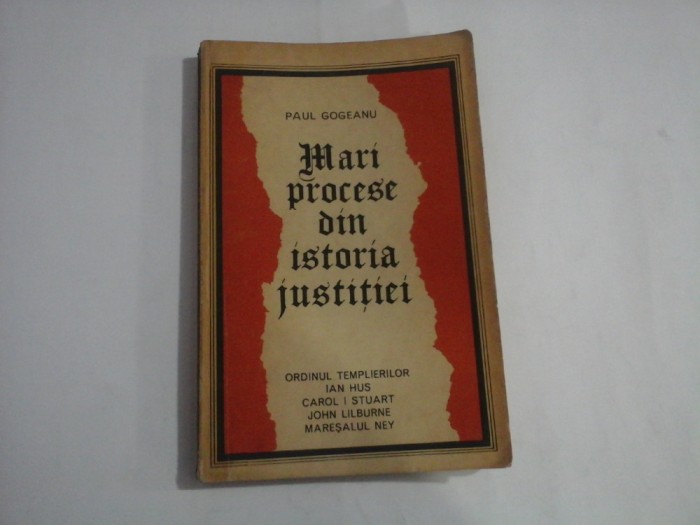 PAUL GOGEANU
Mari
procese
din
istoria
justiției
ORDINUL TEMPLIERILOR
IAN HUS
CAROL I STUART
JOHN LILBURNE
MAREȘALUL NEY